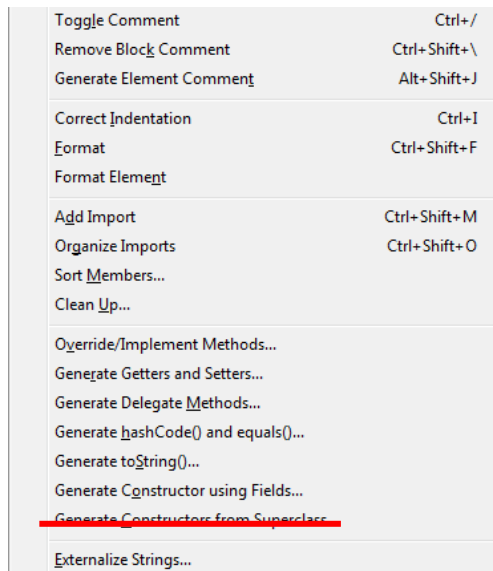 Toggle Comment Ctrl+/
Remove Block Comment Ctrl+Shift+\
Generate Element Comment Alt+Shift+J
Correct Indentation Ctrl+I
Format Ctrl+Shift+F
Format Element
Add Import Ctrl+Shift+M
Organize Imports Ctrl+Shift+O
Sort Members...
Clean Up...
Override/Implement Methods...
Generate Getters and Setters...
Generate Delegate Methods...
Generate hashCode() and equals()...
Generate toString()...
Generate Constructor using Fields...
Generate Constructors from Superclass
Externalize Strings...